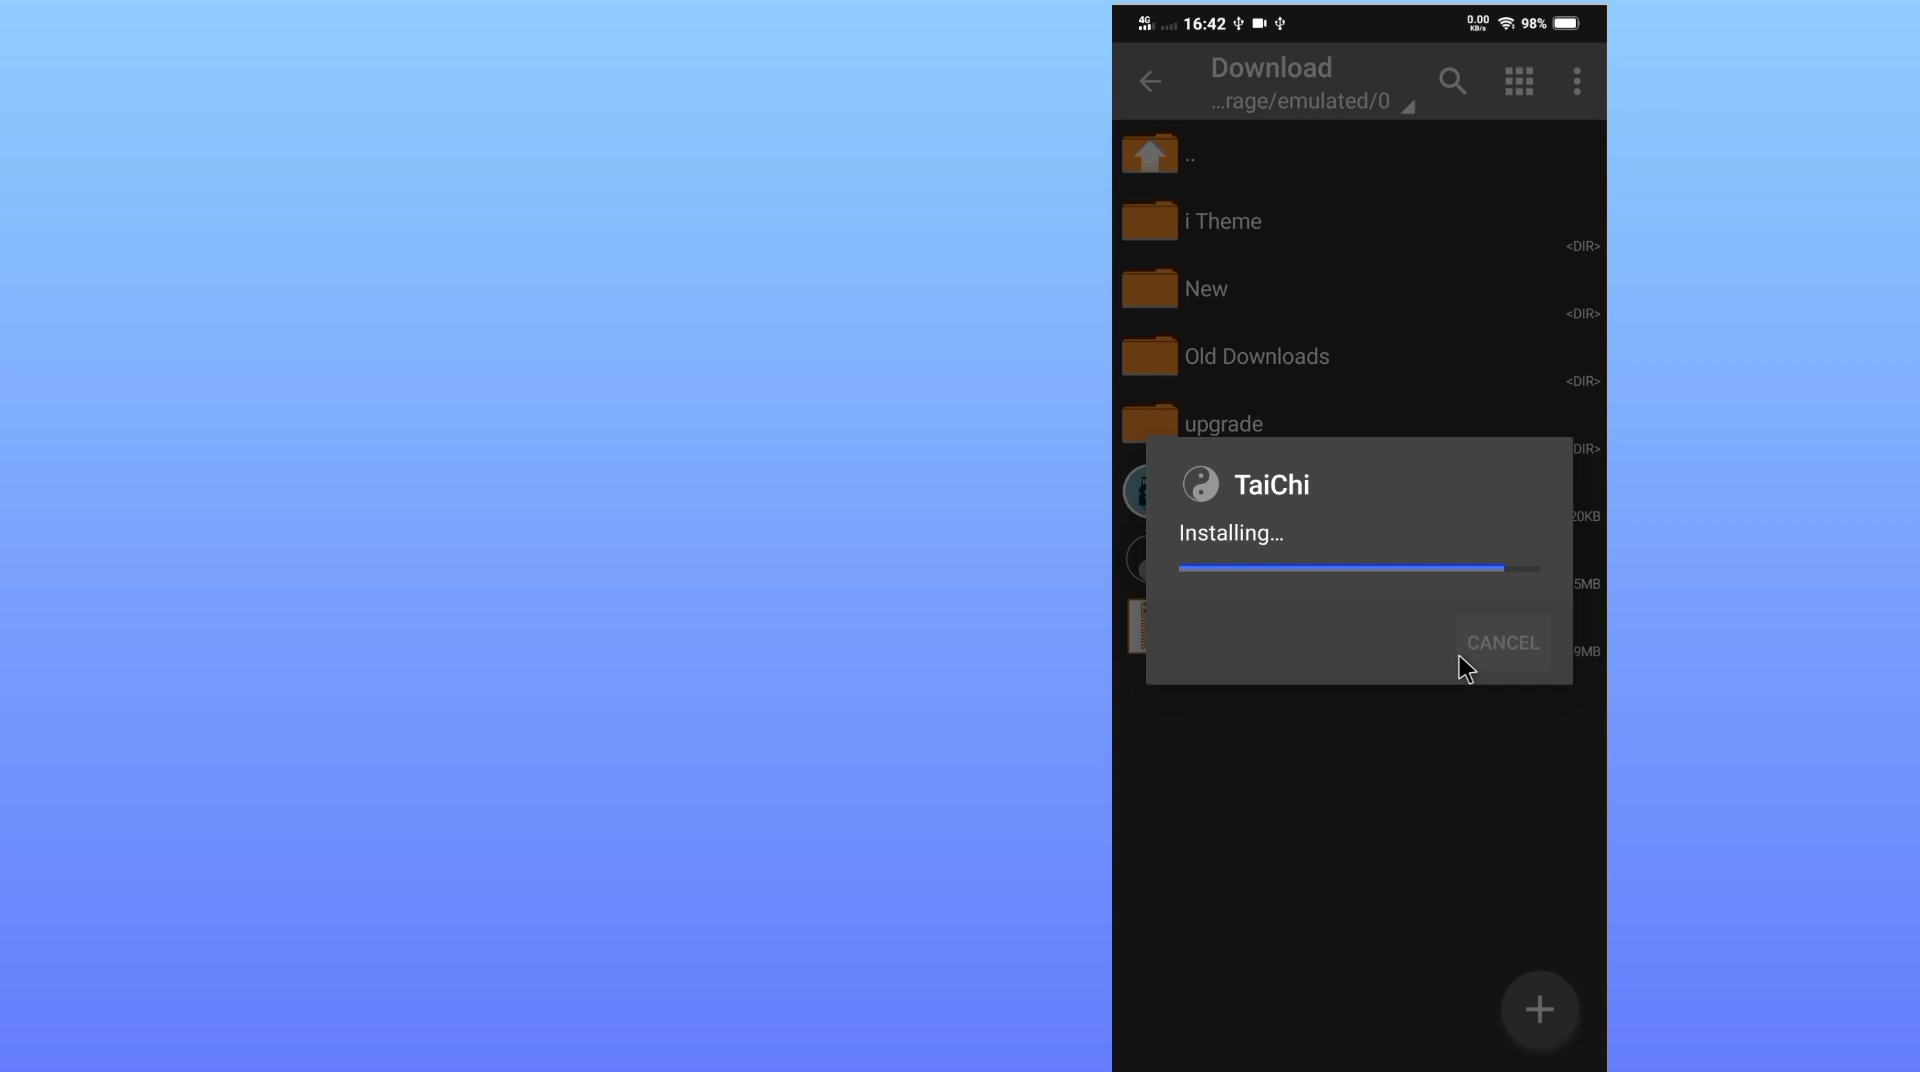 4G 16:42 0.00 KB/s 98%
Download
...rage/emulated/0
..
i Theme
<DIR>
New
<DIR>
Old Downloads
<DIR>
upgrade
DIR>
TaiChi
20KB
Installing...
5MB
CANCEL
9MB